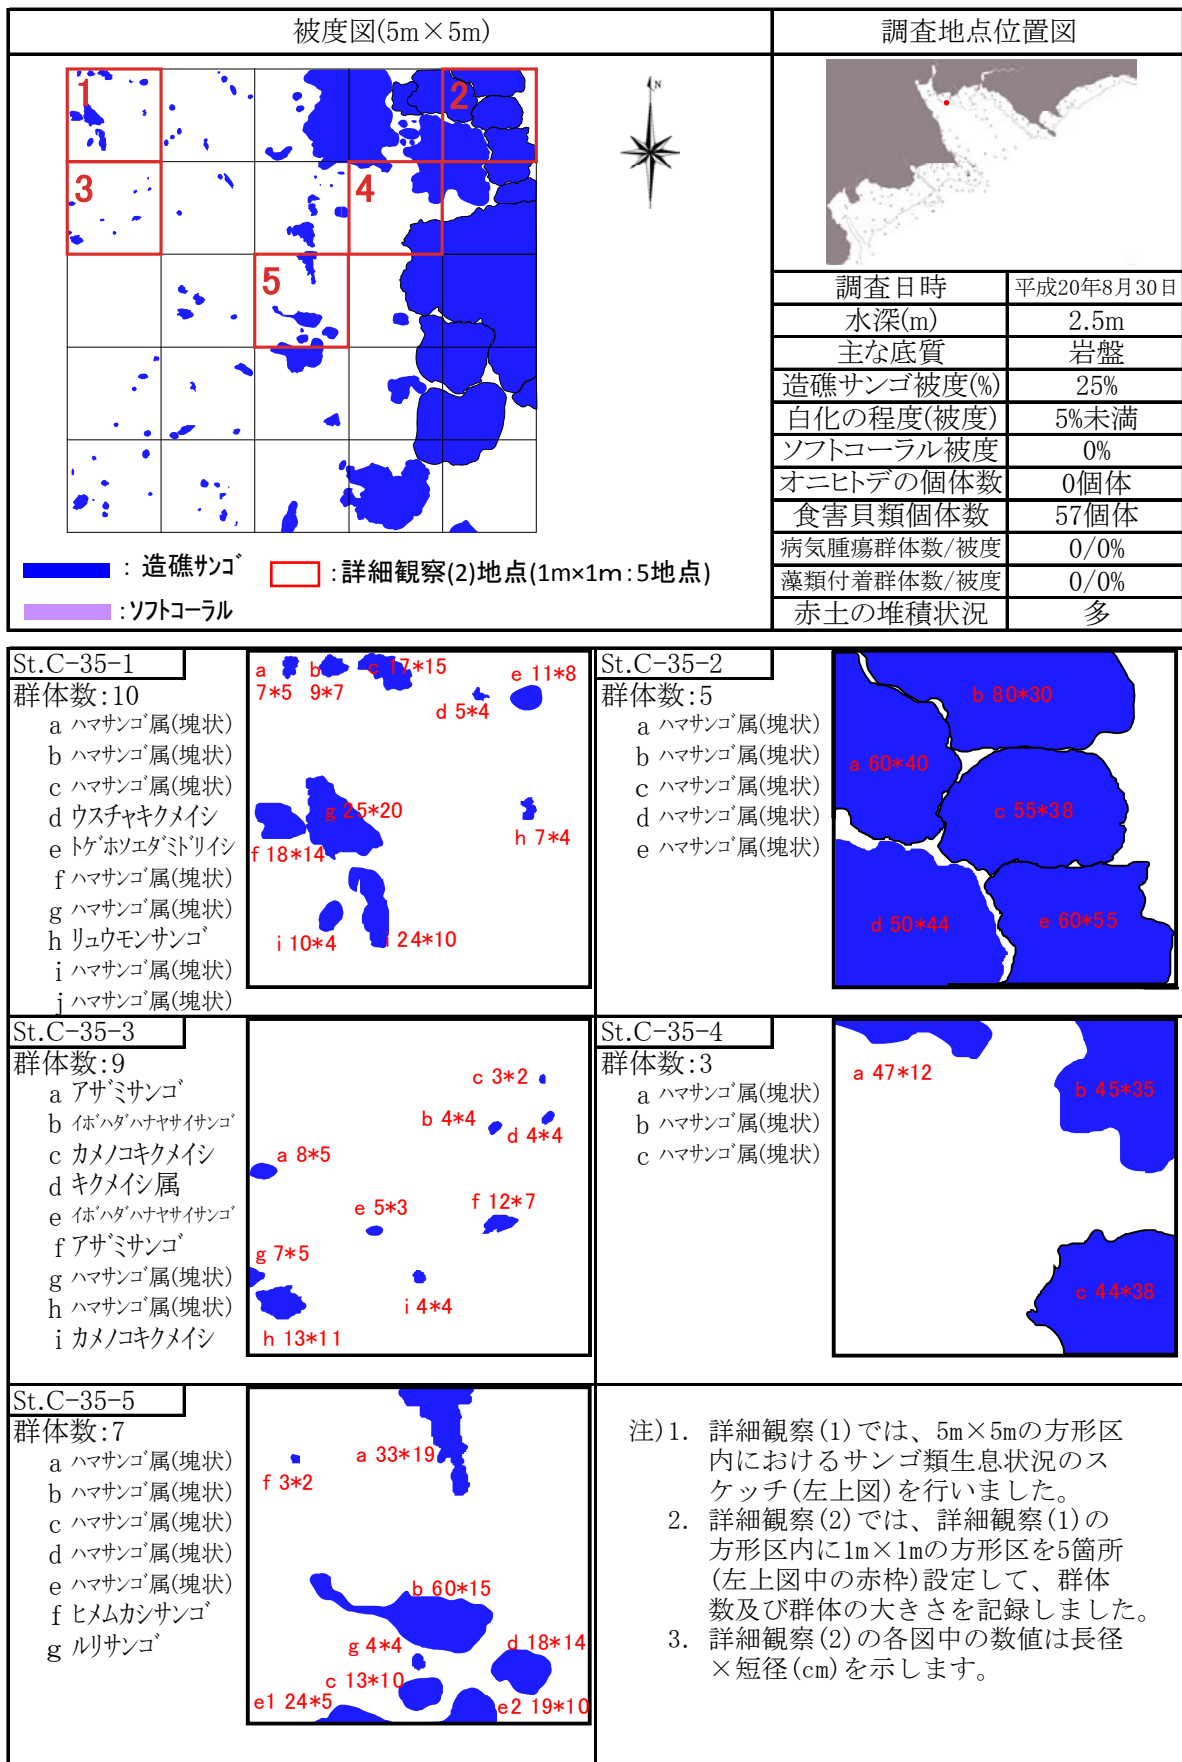 被度図(5m×5m)
調査地点位置図
1
2
3
4
5
N
調査日時 平成20年8月30日
水深(m) 2.5m
主な底質 岩盤
造礁サンゴ被度(%) 25%
白化の程度(被度) 5%未満
ソフトコーラル被度 0%
オニヒトデの個体数 0個体
食害貝類個体数 57個体
病気腫瘍群体数/被度 0/0%
藻類付着群体数/被度 0/0%
赤土の堆積状況 多
：造礁ｻﾝｺﾞ
：詳細観察(2)地点(1m×1m：5地点)
：ｿﾌﾄｺｰﾗﾙ
St.C-35-1
群体数:10
a ﾊﾏｻﾝｺﾞ属(塊状)
b ﾊﾏｻﾝｺﾞ属(塊状)
c ﾊﾏｻﾝｺﾞ属(塊状)
d ウスチャキクメイシ
e ﾄｹﾞﾎｿｴﾀﾞﾐﾄﾞﾘｲｼ
f ﾊﾏｻﾝｺﾞ属(塊状)
g ﾊﾏｻﾝｺﾞ属(塊状)
h リュウモンサンゴ
i ﾊﾏｻﾝｺﾞ属(塊状)
j ﾊﾏｻﾝｺﾞ属(塊状)
a
7*5
b
9*7
c 17*15
d 5*4
e 11*8
g 25*20
f 18*14
h 7*4
i 10*4
i 24*10
St.C-35-2
群体数:5
a ﾊﾏｻﾝｺﾞ属(塊状)
b ﾊﾏｻﾝｺﾞ属(塊状)
c ﾊﾏｻﾝｺﾞ属(塊状)
d ﾊﾏｻﾝｺﾞ属(塊状)
e ﾊﾏｻﾝｺﾞ属(塊状)
b 80*30
a 60*40
c 55*38
d 50*44
e 60*55
St.C-35-3
群体数:9
a アザミサンゴ
b ｲﾎﾞﾊﾀﾞﾊﾅﾔｻｲｻﾝｺﾞ
c カメノコキクメイシ
d キクメイシ属
e ｲﾎﾞﾊﾀﾞﾊﾅﾔｻｲｻﾝｺﾞ
f アザミサンゴ
g ﾊﾏｻﾝｺﾞ属(塊状)
h ﾊﾏｻﾝｺﾞ属(塊状)
i カメノコキクメイシ
c 3*2
b 4*4
d 4*4
a 8*5
e 5*3
f 12*7
g 7*5
i 4*4
h 13*11
St.C-35-4
群体数:3
a ﾊﾏｻﾝｺﾞ属(塊状)
b ﾊﾏｻﾝｺﾞ属(塊状)
c ﾊﾏｻﾝｺﾞ属(塊状)
a 47*12
b 45*35
c 44*38
St.C-35-5
群体数:7
a ﾊﾏｻﾝｺﾞ属(塊状)
b ﾊﾏｻﾝｺﾞ属(塊状)
c ﾊﾏｻﾝｺﾞ属(塊状)
d ﾊﾏｻﾝｺﾞ属(塊状)
e ﾊﾏｻﾝｺﾞ属(塊状)
f ヒメムカシサンゴ
g ルリサンゴ
a 33*19
f 3*2
b 60*15
g 4*4
d 18*14
c 13*10
e1 24*5
e2 19*10
注)1. 詳細観察(1)では、5m×5mの方形区
内におけるサンゴ類生息状況のス
ケッチ(左上図)を行いました。
2. 詳細観察(2)では、詳細観察(1)の
方形区内に1m×1mの方形区を5箇所
(左上図中の赤枠)設定して、群体
数及び群体の大きさを記録しました。
3. 詳細観察(2)の各図中の数値は長径
×短径(cm)を示します。